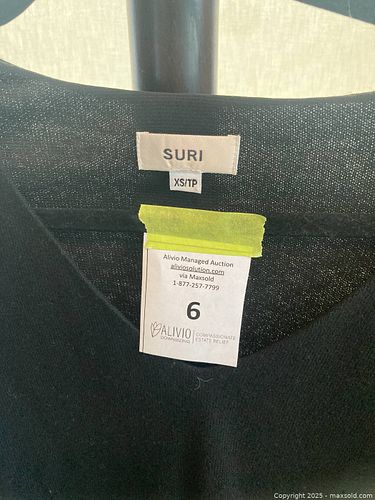 SURI
XS/TP
Alivio Managed Auction
aliviosolution.com
via Maxsold
1-877-257-7799
6
ALIVIO
DOWNSIZING
COMPASSIONATE
ESTATE RELIEF
Copyright 2025 - maxsold.com